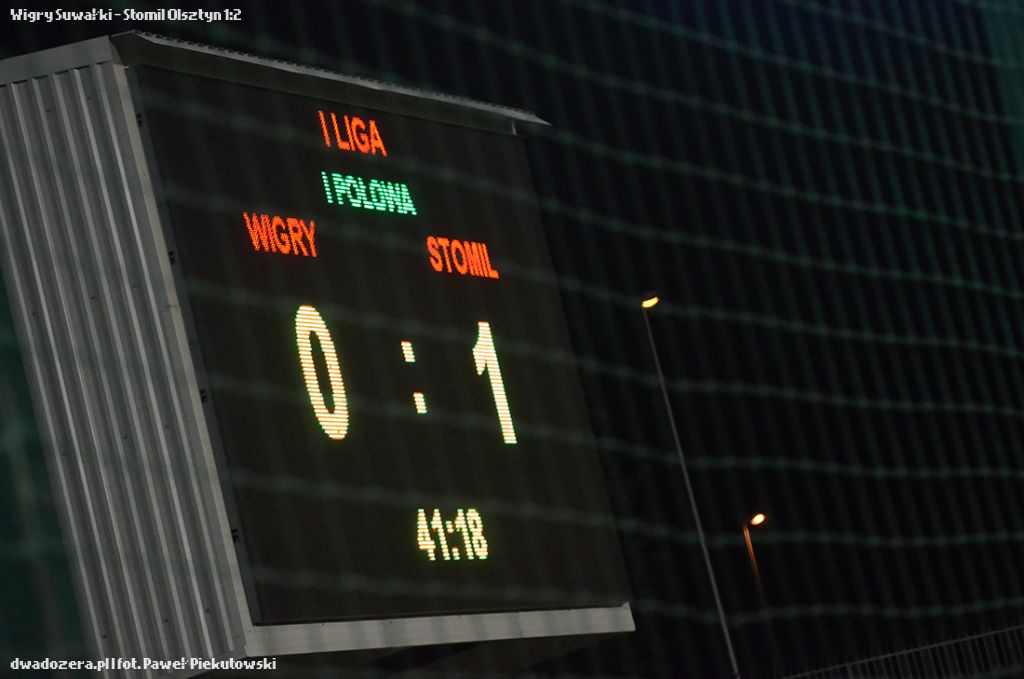 Wigry Suwałki - Stomil Olsztyn 1:2
I LIGA
I POŁOWA
WIGRY STOMIL
0 : 1
41:18
dwadozera.pl I fot. Paweł Piekutowski